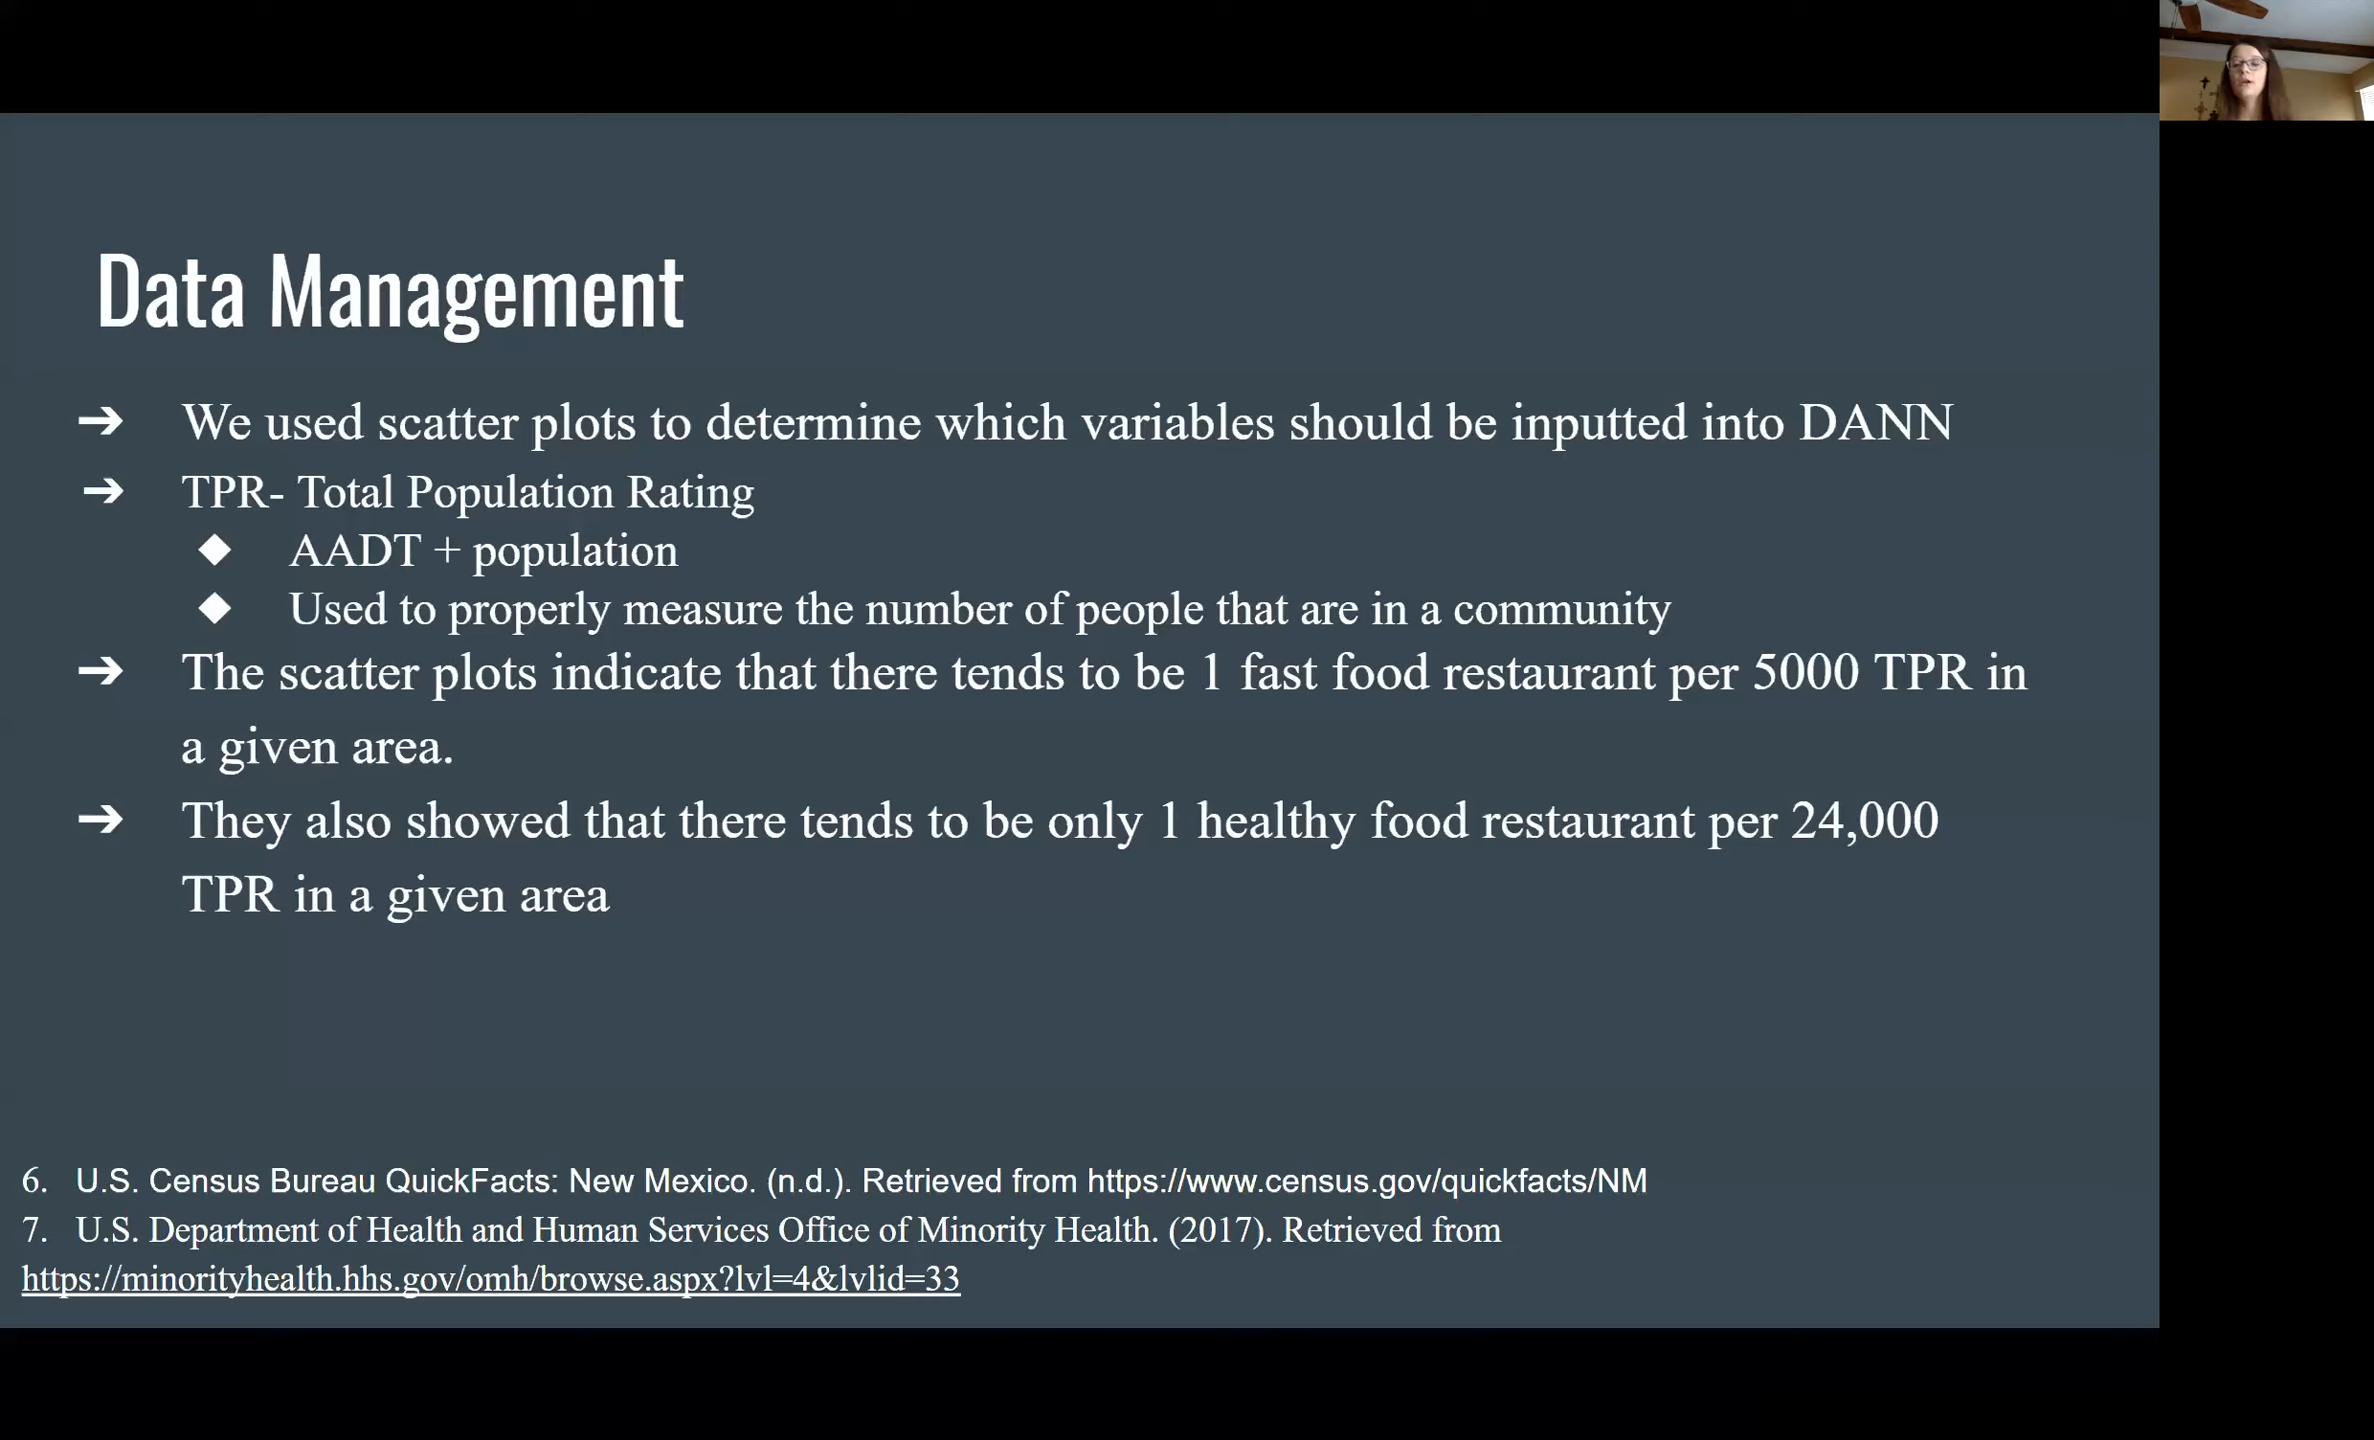 Data Management
➔ We used scatter plots to determine which variables should be inputted into DANN
➔ TPR- Total Population Rating
◆ AADT + population
◆ Used to properly measure the number of people that are in a community
➔ The scatter plots indicate that there tends to be 1 fast food restaurant per 5000 TPR in
a given area.
➔ They also showed that there tends to be only 1 healthy food restaurant per 24,000
TPR in a given area
6. U.S. Census Bureau QuickFacts: New Mexico. (n.d.). Retrieved from https://www.census.gov/quickfacts/NM
7. U.S. Department of Health and Human Services Office of Minority Health. (2017). Retrieved from
https://minorityhealth.hhs.gov/omh/browse.aspx?lvl=4&lvlid=33